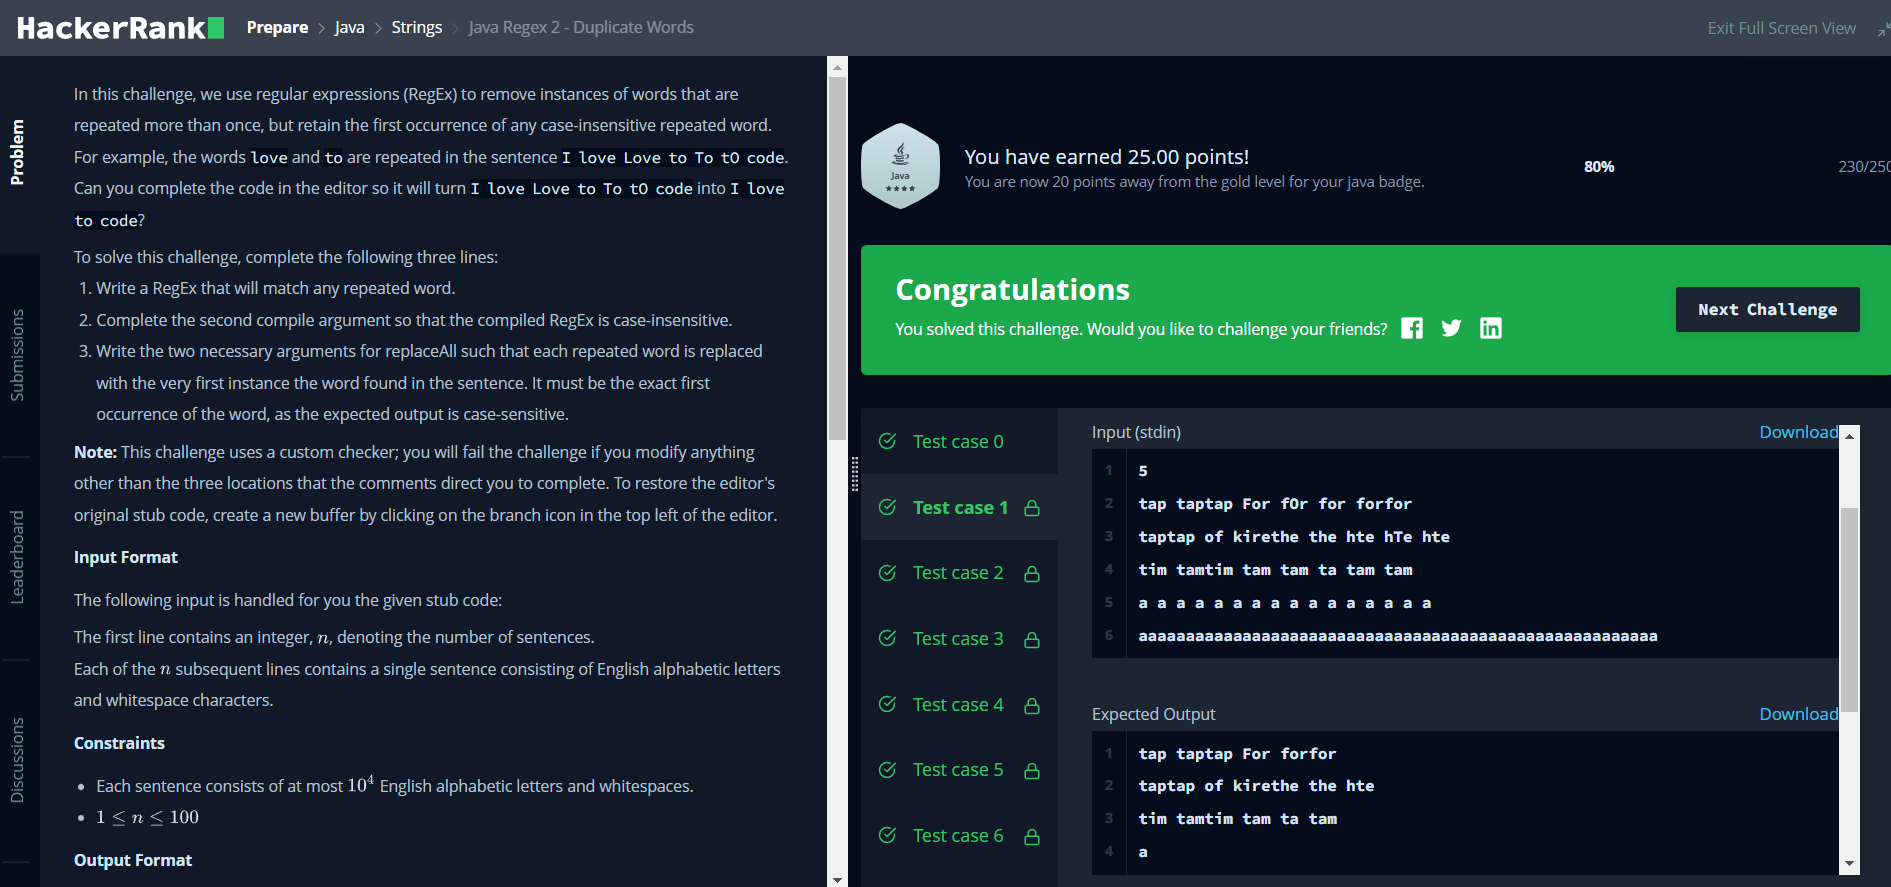 HackerRank
Prepare > Java > Strings > Java Regex 2 - Duplicate Words
Exit Full Screen View
Problem
Submissions
Leaderboard
Discussions
In this challenge, we use regular expressions (RegEx) to remove instances of words that are
repeated more than once, but retain the first occurrence of any case-insensitive repeated word.
For example, the words love and to are repeated in the sentence I love Love to To tO code.
Can you complete the code in the editor so it will turn I love Love to To tO code into I love
to code?
To solve this challenge, complete the following three lines:
1. Write a RegEx that will match any repeated word.
2. Complete the second compile argument so that the compiled RegEx is case-insensitive.
3. Write the two necessary arguments for replaceAll such that each repeated word is replaced
with the very first instance the word found in the sentence. It must be the exact first
occurrence of the word, as the expected output is case-sensitive.
Note: This challenge uses a custom checker; you will fail the challenge if you modify anything
other than the three locations that the comments direct you to complete. To restore the editor's
original stub code, create a new buffer by clicking on the branch icon in the top left of the editor.
Input Format
The following input is handled for you the given stub code:
The first line contains an integer, n, denoting the number of sentences.
Each of the n subsequent lines contains a single sentence consisting of English alphabetic letters
and whitespace characters.
Constraints
• Each sentence consists of at most 10⁴ English alphabetic letters and whitespaces.
• 1 ≤ n ≤ 100
Output Format
Java
You have earned 25.00 points!
You are now 20 points away from the gold level for your java badge.
80%
230/250
Congratulations
You solved this challenge. Would you like to challenge your friends?
Next Challenge
Test case 0
Test case 1
Test case 2
Test case 3
Test case 4
Test case 5
Test case 6
Input (stdin)
Download
1 5
2 tap taptap For fOr for forfor
3 taptap of kirethe the hte hTe hte
4 tim tamtim tam tam ta tam tam
5 a a a a a a a a a a a a a a a a
6 aaaaaaaaaaaaaaaaaaaaaaaaaaaaaaaaaaaaaaaaaaaaaaaaaaaaaaa
Expected Output
Download
1 tap taptap For forfor
2 taptap of kirethe the hte
3 tim tamtim tam ta tam
4 a